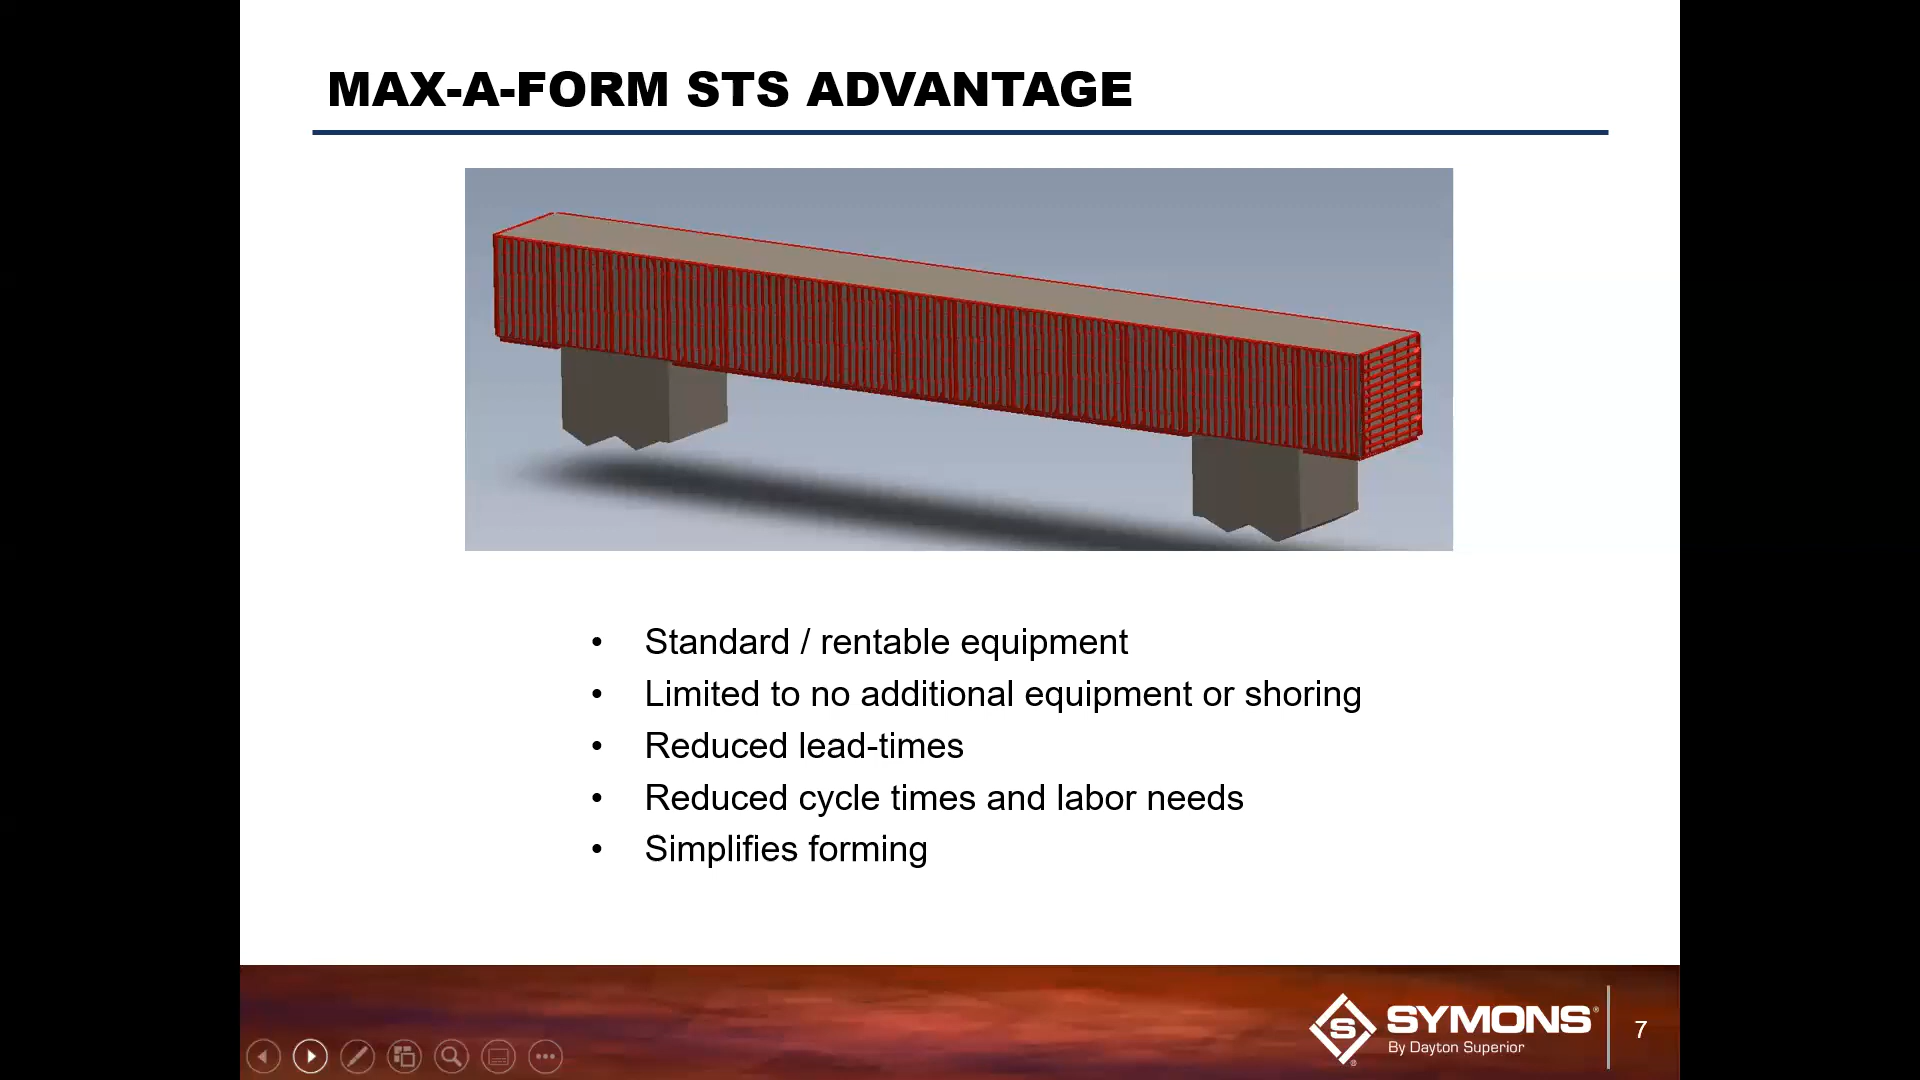 MAX-A-FORM STS ADVANTAGE
• Standard / rentable equipment
• Limited to no additional equipment or shoring
• Reduced lead-times
• Reduced cycle times and labor needs
• Simplifies forming
S SYMONS®
By Dayton Superior
®
7